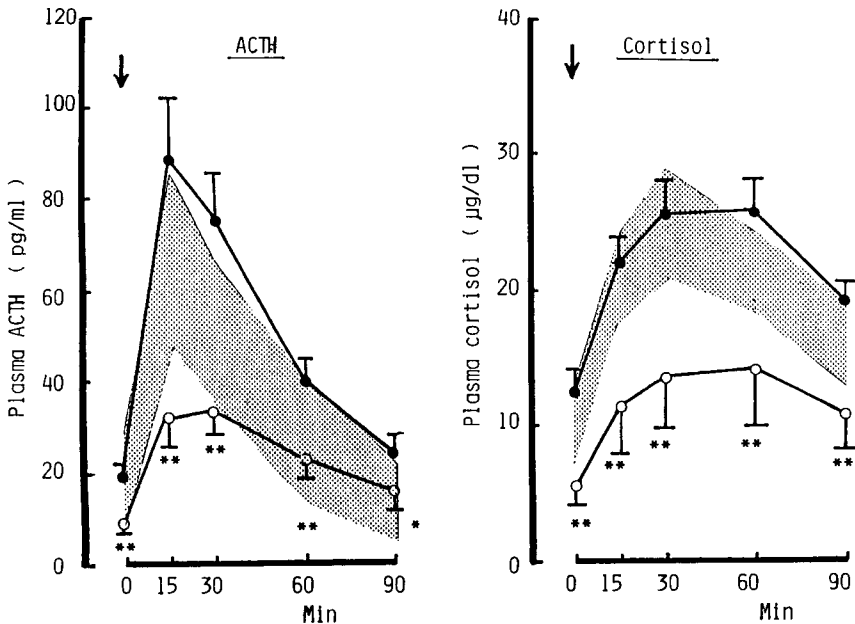 ACTH
Plasma ACTH ( pg/ml )
120
100
80
60
40
20
0
**
**
**
**
*
0 15 30 60 90
Min
Cortisol
Plasma cortisol ( µg/dl )
40
30
20
10
0
**
**
**
**
**
0 15 30 60 90
Min